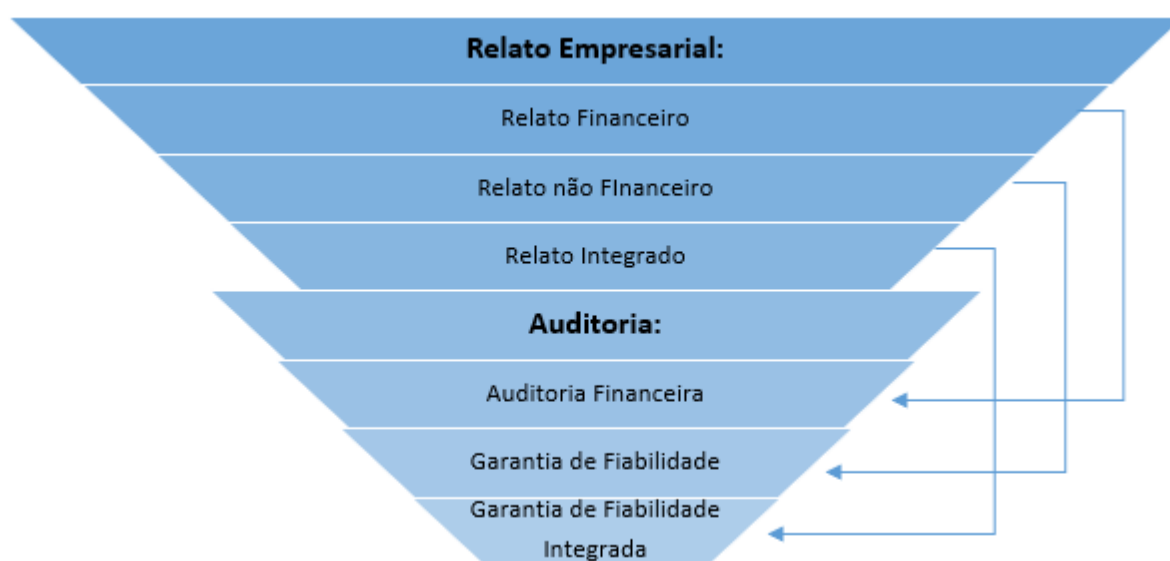 Relato Empresarial:
Relato Financeiro
Relato não FInanceiro
Relato Integrado
Auditoria:
Auditoria Financeira
Garantia de Fiabilidade
Garantia de Fiabilidade
Integrada